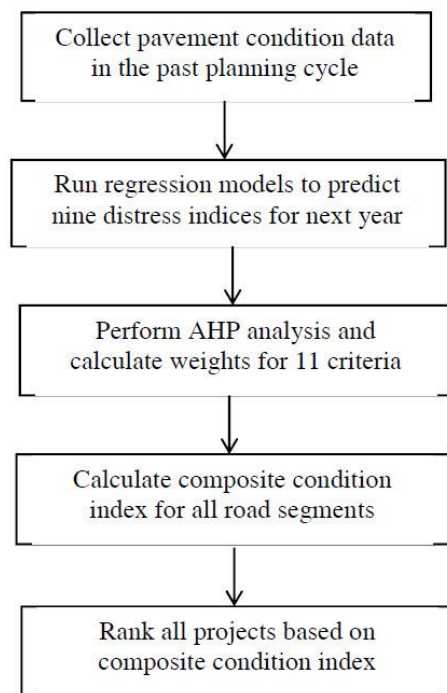 Collect pavement condition data
in the past planning cycle
Run regression models to predict
nine distress indices for next year
Perform AHP analysis and
calculate weights for 11 criteria
Calculate composite condition
index for all road segments
Rank all projects based on
composite condition index